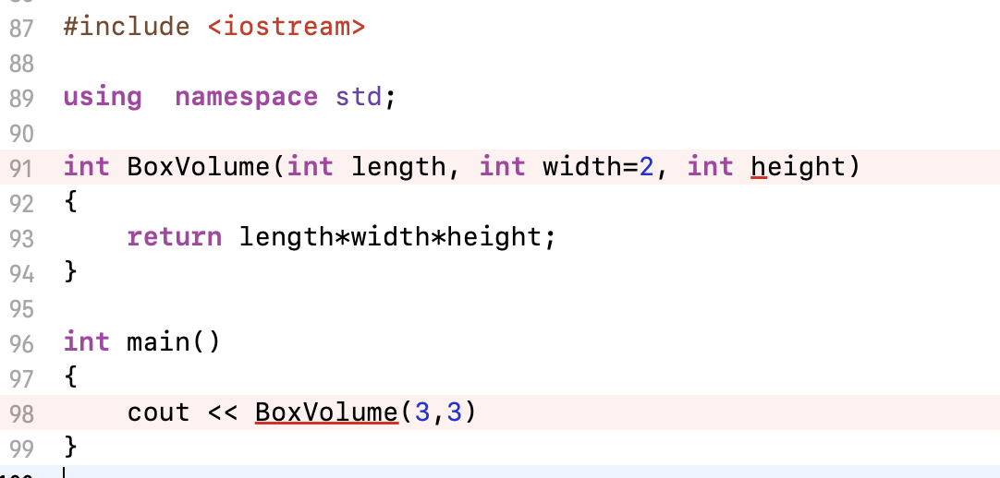 87 #include <iostream>
88
89 using  namespace std;
90
91 int BoxVolume(int length, int width=2, int height)
92 {
93     return length*width*height;
94 }
95
96 int main()
97 {
98     cout << BoxVolume(3,3)
99 }